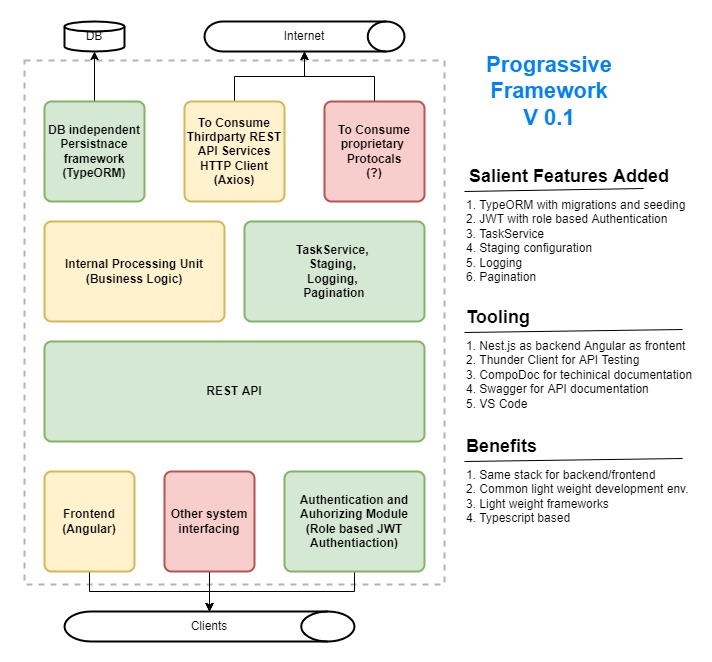 DB
Internet
Prograssive
Framework
V 0.1
DB independent
Persistnace
framework
(TypeORM)
To Consume
Thirdparty REST
API Services
HTTP Client
(Axios)
To Consume
proprietary
Protocals
(?)
Salient Features Added
1. TypeORM with migrations and seeding
2. JWT with role based Authentication
3. TaskService
4. Staging configuration
5. Logging
6. Pagination
Internal Processing Unit
(Business Logic)
TaskService,
Staging,
Logging,
Pagination
Tooling
1. Nest.js as backend Angular as frontent
2. Thunder Client for API Testing
3. CompoDoc for techinical documentation
4. Swagger for API documentation
5. VS Code
REST API
Benefits
1. Same stack for backend/frontend
2. Common light weight development env.
3. Light weight frameworks
4. Typescript based
Frontend
(Angular)
Other system
interfacing
Authentication and
Auhorizing Module
(Role based JWT
Authentiaction)
Clients